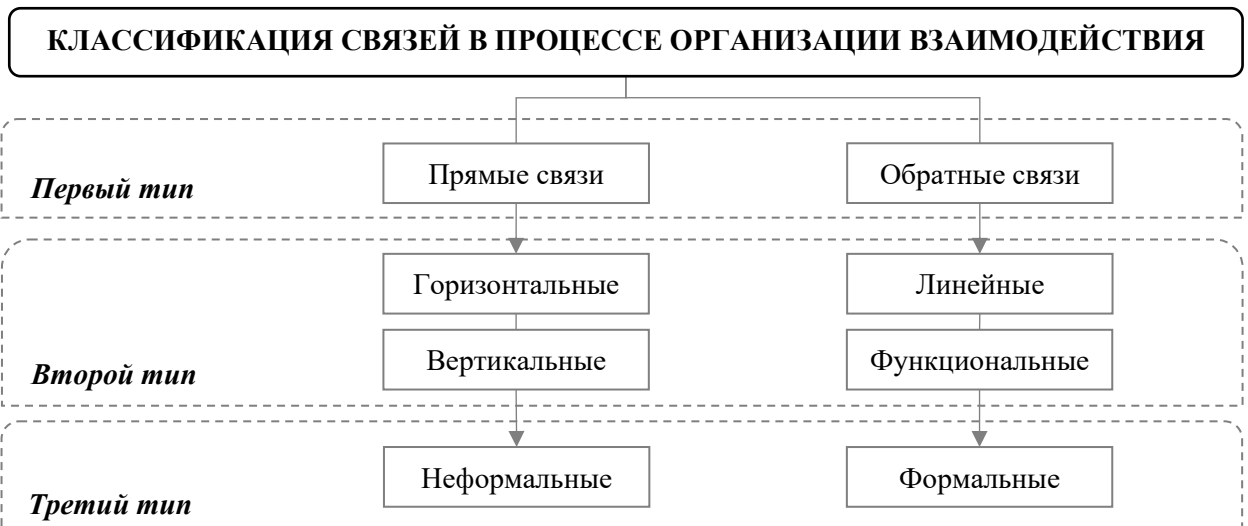 КЛАССИФИКАЦИЯ СВЯЗЕЙ В ПРОЦЕССЕ ОРГАНИЗАЦИИ ВЗАИМОДЕЙСТВИЯ
Первый тип
Прямые связи
Обратные связи
Второй тип
Горизонтальные
Линейные
Вертикальные
Функциональные
Третий тип
Неформальные
Формальные